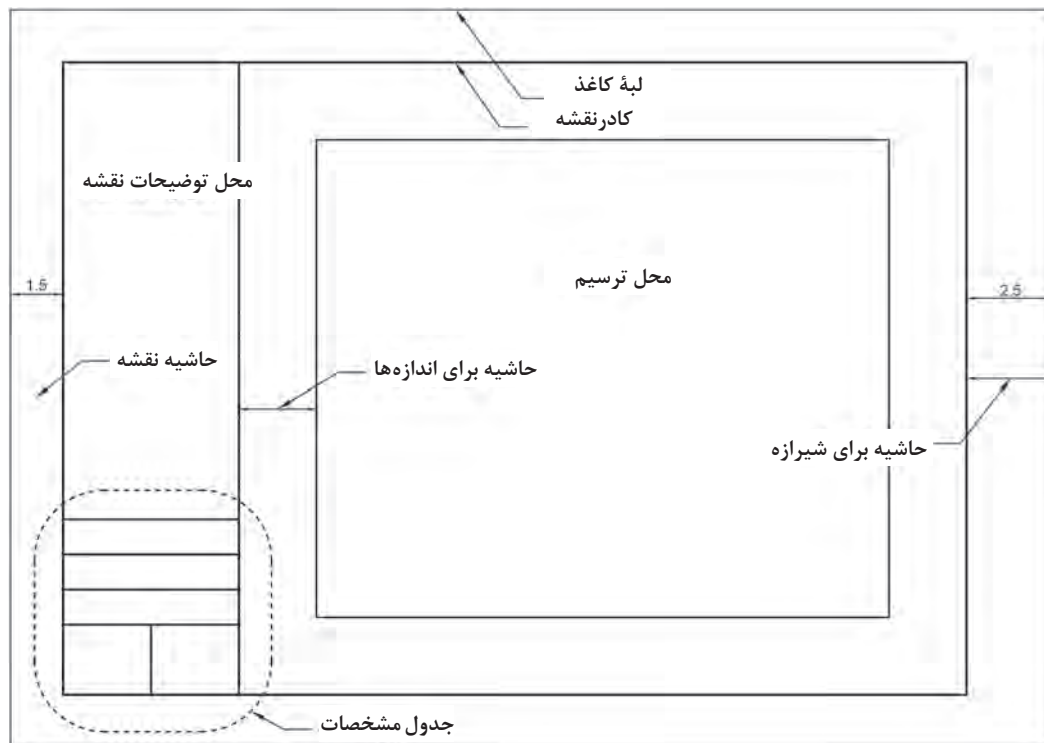 لبۀ کاغذ
کادرنقشه
محل توضیحات نقشه
محل ترسیم
2.5
1.5
حاشیه نقشه
حاشیه برای اندازه‌ها
حاشیه برای شیرازه
جدول مشخصات